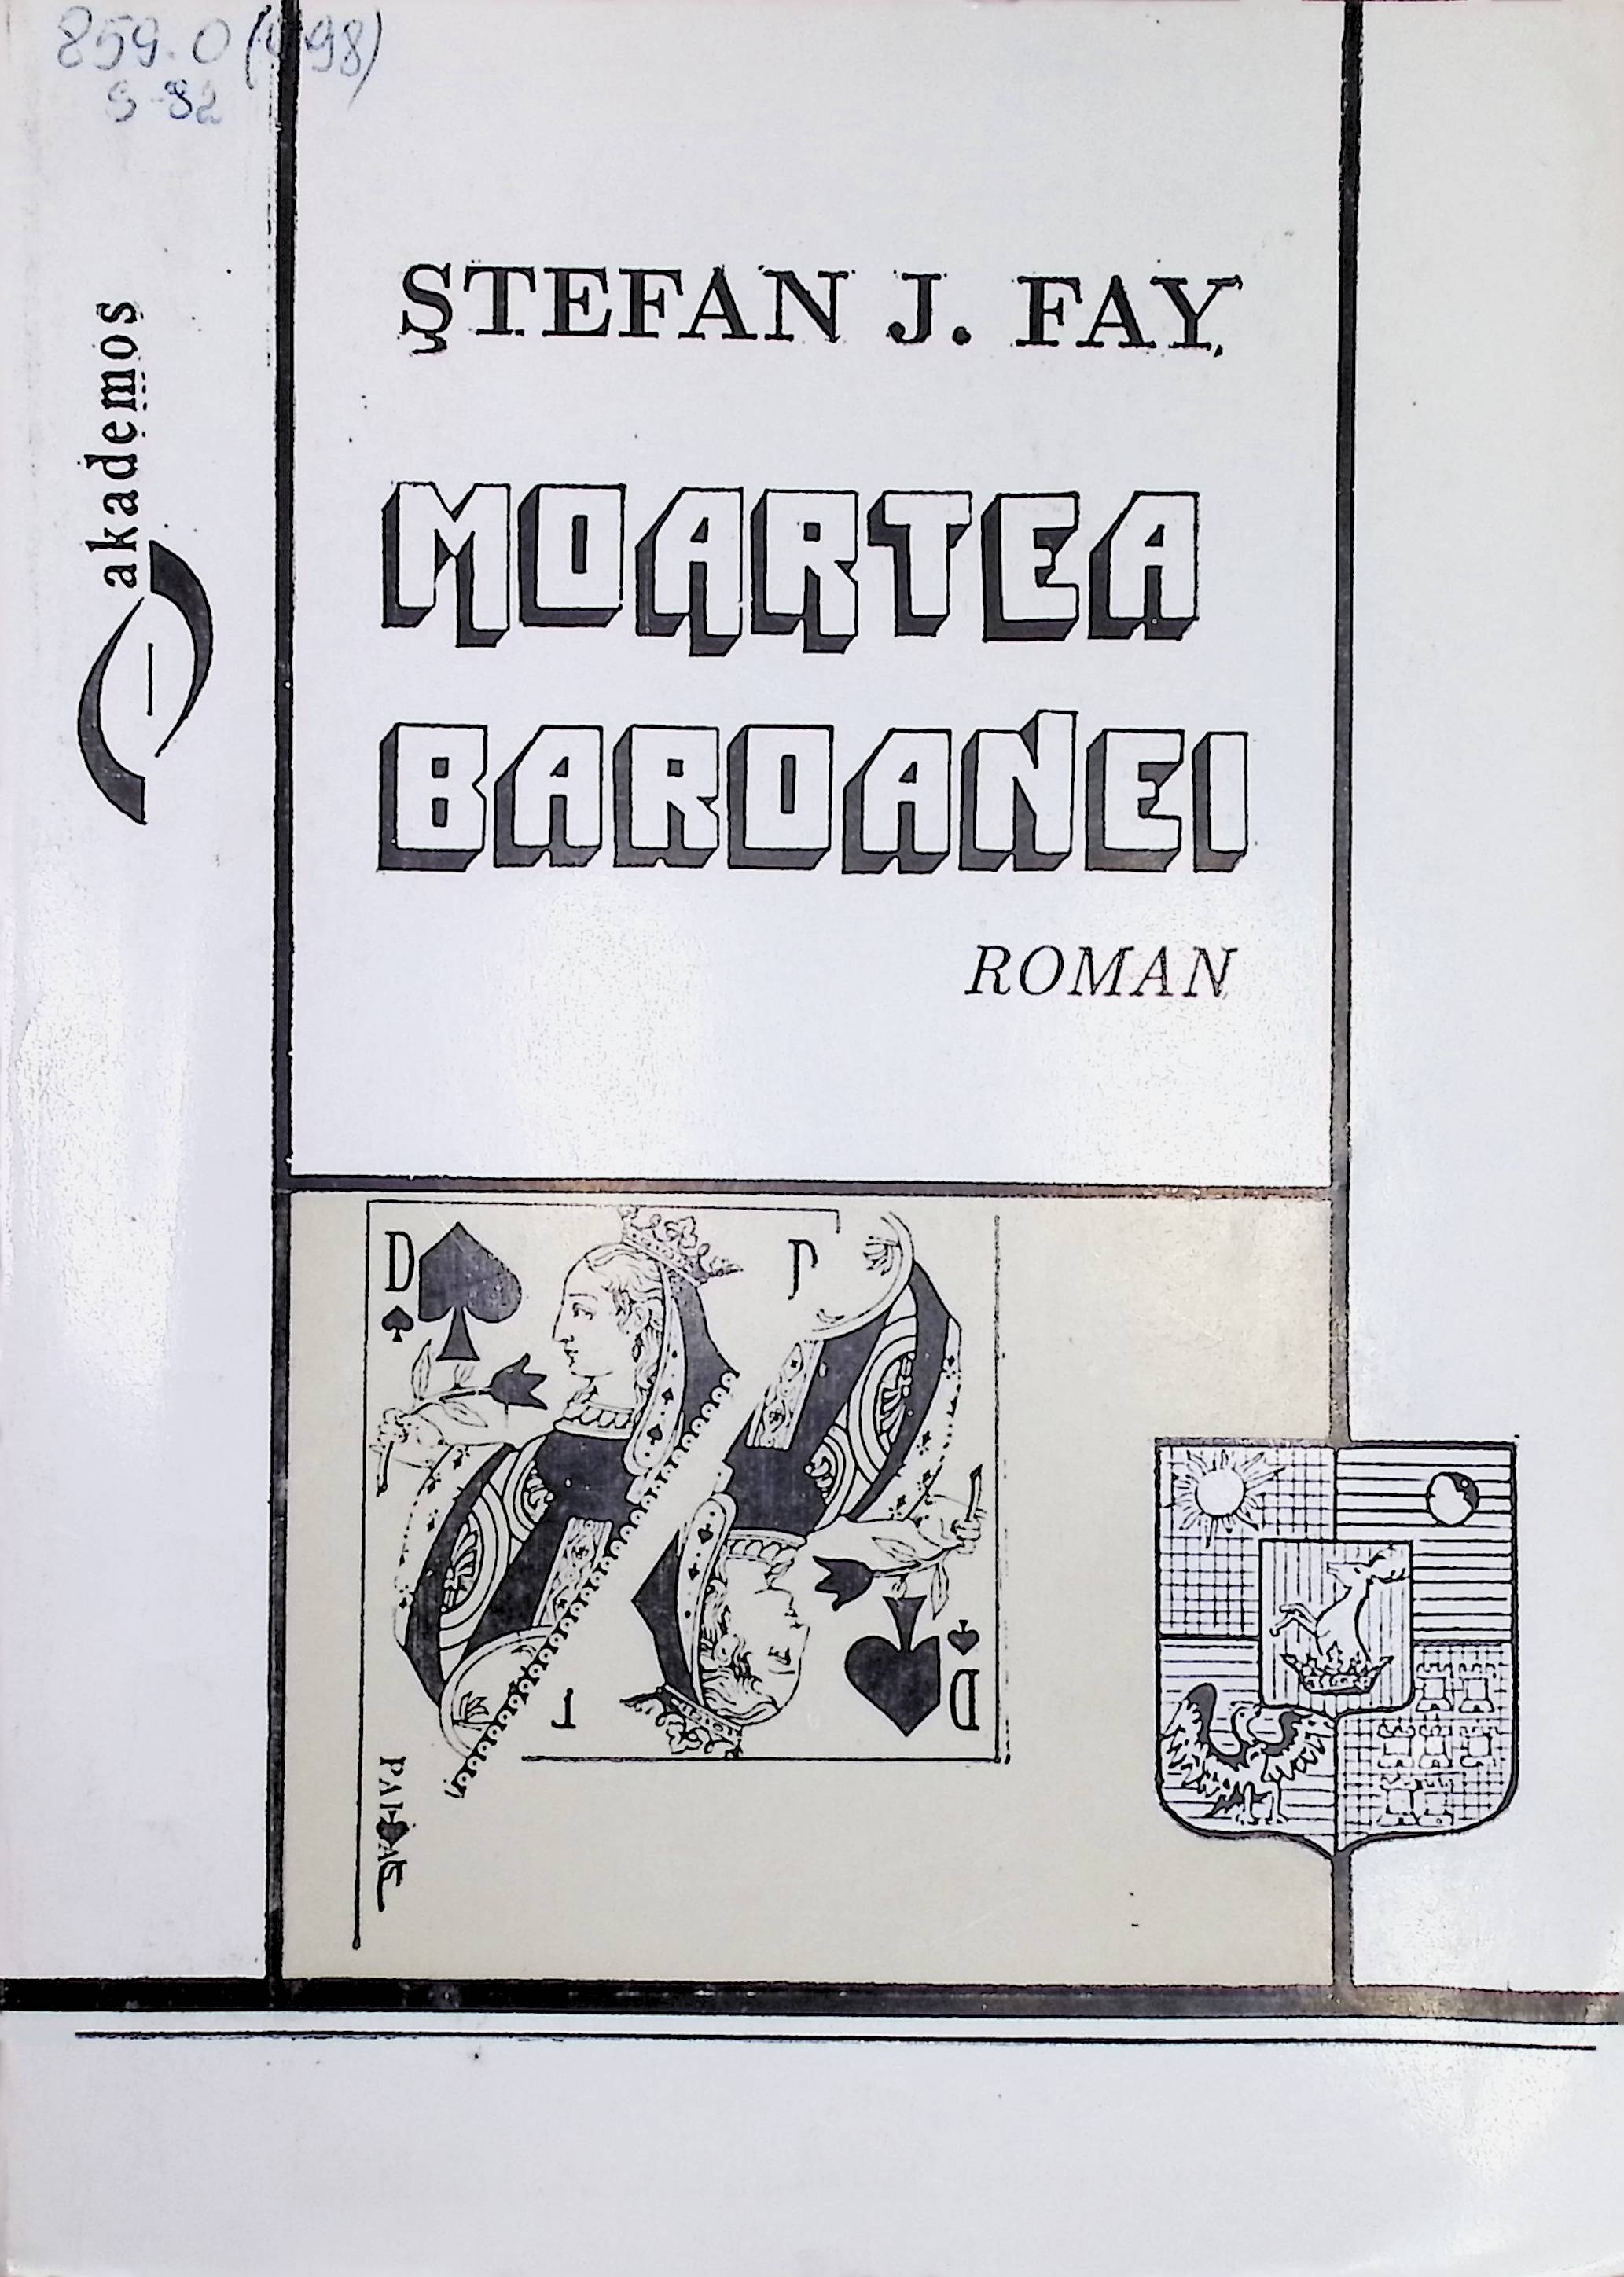 859.0(498)
S-82
akademos
ŞTEFAN J. FAY
MOARTEA
BAROANEI
ROMAN
D
J
D